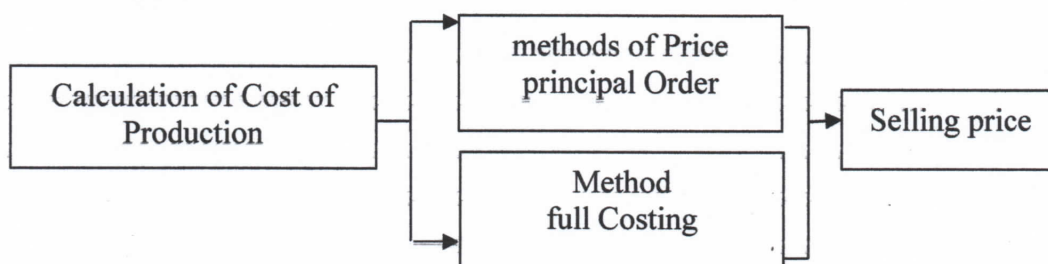 Calculation of Cost of
Production
methods of Price
principal Order
Method
full Costing
Selling price